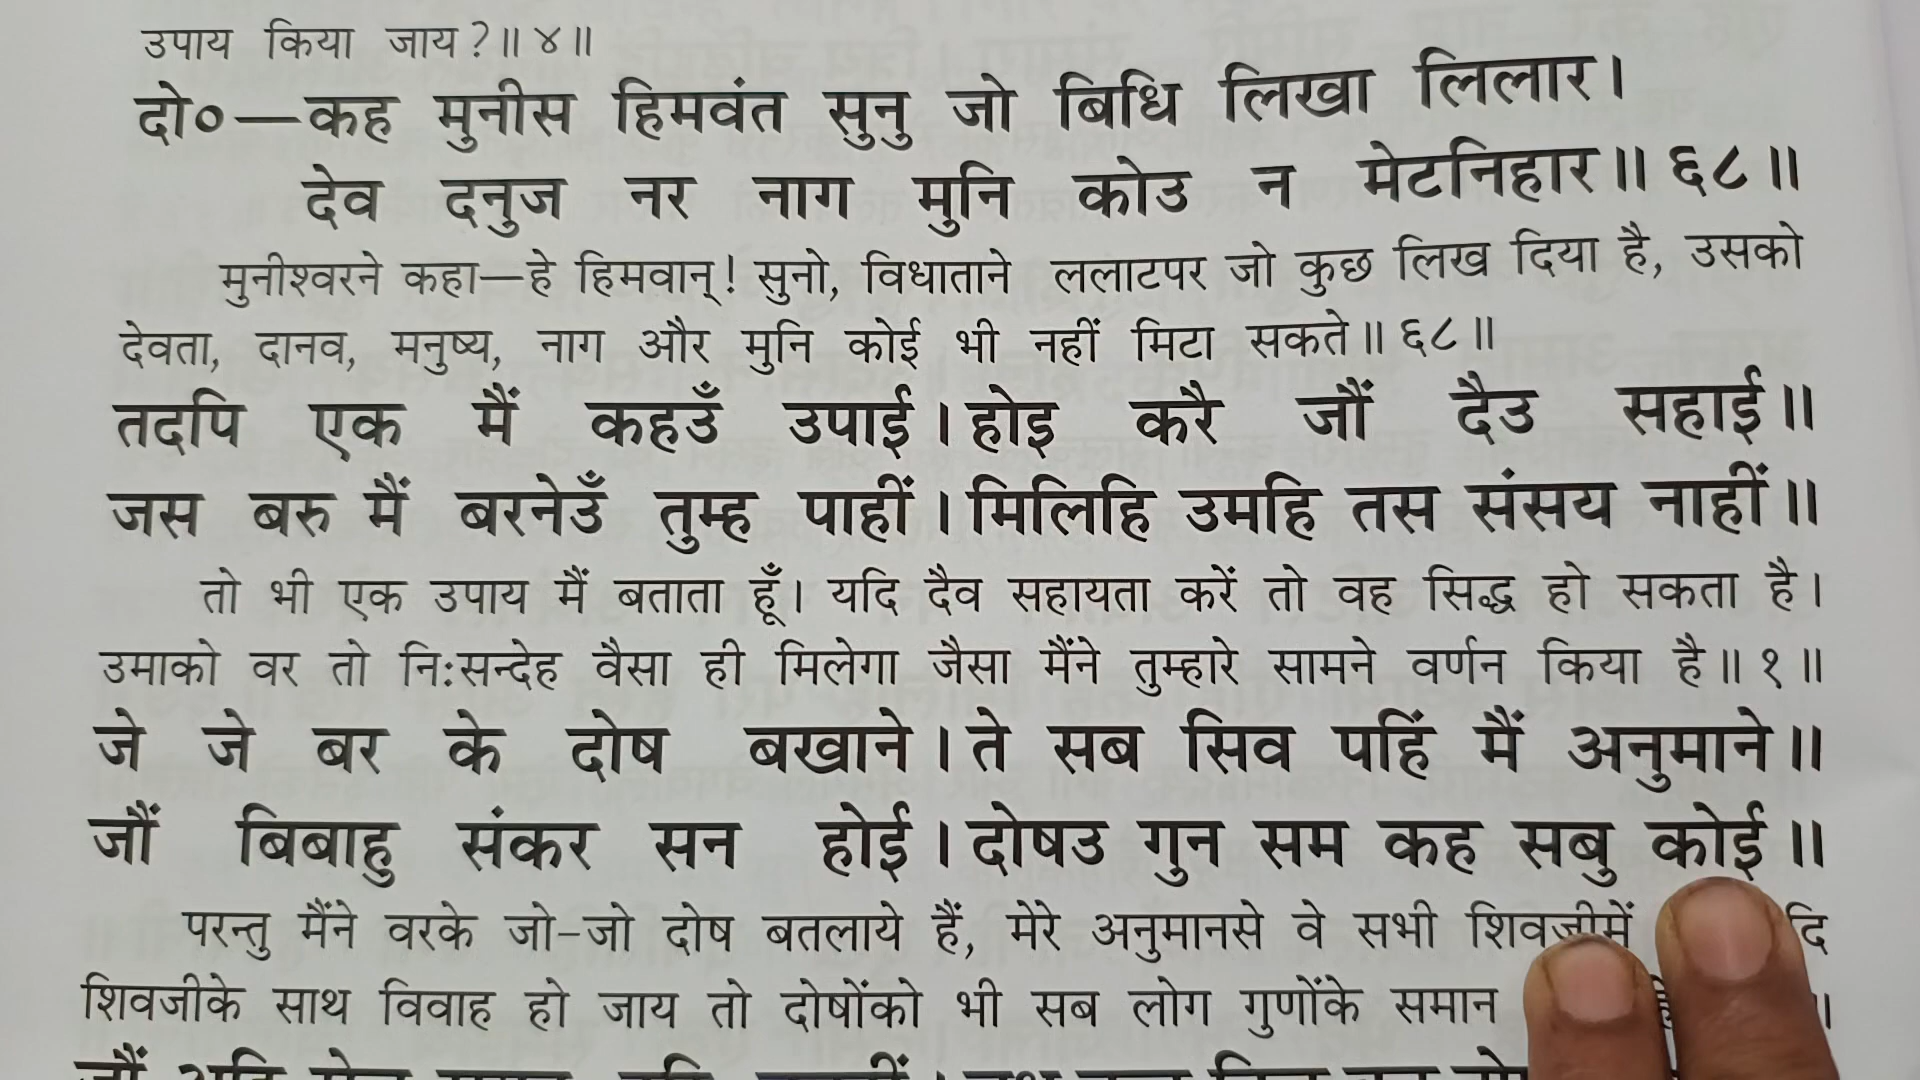 उपाय किया जाय?॥ ४॥
दो०—कह मुनीस हिमवंत सुनु जो बिधि लिखा लिलार।
देव दनुज नर नाग मुनि कोउ न मेटनिहार॥ ६८॥
मुनीश्वरने कहा—हे हिमवान्! सुनो, विधाताने ललाटपर जो कुछ लिख दिया है, उसको
देवता, दानव, मनुष्य, नाग और मुनि कोई भी नहीं मिटा सकते॥ ६८॥
तदपि एक मैं कहउँ उपाई। होइ करै जौं दैउ सहाई॥
जस बरु मैं बरनेउँ तुम्ह पाहीं। मिलिहि उमहि तस संसय नाहीं॥
तो भी एक उपाय मैं बताता हूँ। यदि दैव सहायता करें तो वह सिद्ध हो सकता है।
उमाको वर तो निःसन्देह वैसा ही मिलेगा जैसा मैंने तुम्हारे सामने वर्णन किया है॥ १॥
जे जे बर के दोष बखाने। ते सब सिव पहिं मैं अनुमाने॥
जौं बिबाहु संकर सन होई। दोषउ गुन सम कह सबु कोई॥
परन्तु मैंने वरके जो-जो दोष बतलाये हैं, मेरे अनुमानसे वे सभी शिवजीमें
शिवजीके साथ विवाह हो जाय तो दोषोंको भी सब लोग गुणोंके समान